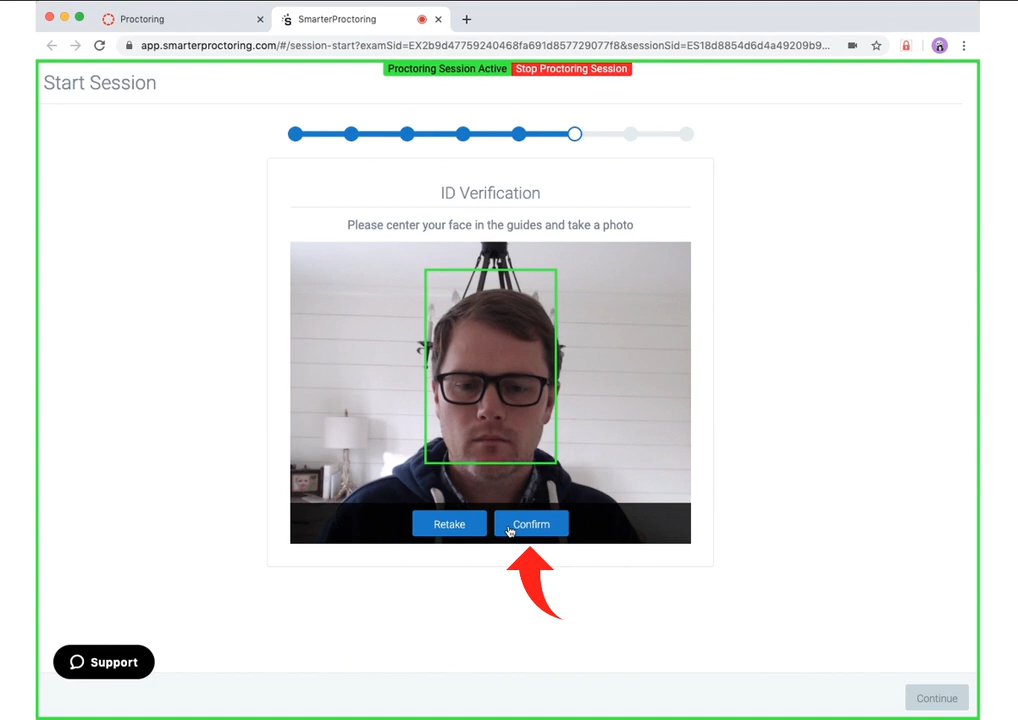 Proctoring
SmarterProctoring
app.smarterproctoring.com/#/session-start?examSid=EX2b9d47759240468fa691d857729077f8&sessionSid=ES18d8854d6d4a49209b9...
Proctoring Session Active Stop Proctoring Session
Start Session
ID Verification
Please center your face in the guides and take a photo
Retake Confirm
Support
Continue